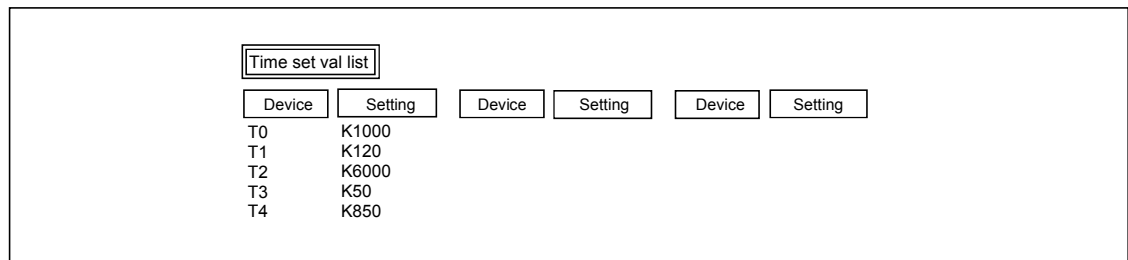 Time set val list
Device Setting Device Setting Device Setting
T0 K1000
T1 K120
T2 K6000
T3 K50
T4 K850